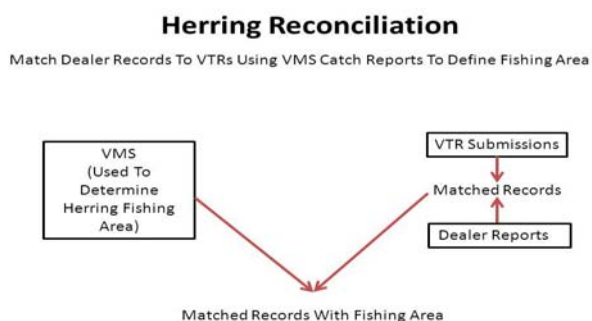 Herring Reconciliation
Match Dealer Records To VTRs Using VMS Catch Reports To Define Fishing Area
VMS
(Used To
Determine
Herring Fishing
Area)
VTR Submissions
Matched Records
Dealer Reports
Matched Records With Fishing Area